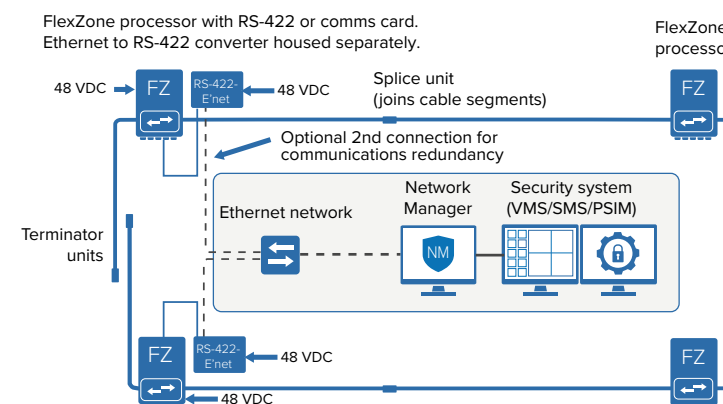 FlexZone processor with RS-422 or comms card.
Ethernet to RS-422 converter housed separately.
FlexZone
processo
48 VDC
FZ
RS-422-
E'net
48 VDC
Splice unit
(joins cable segments)
FZ
Optional 2nd connection for
communications redundancy
Network
Manager
Security system
(VMS/SMS/PSIM)
Ethernet network
NM
Terminator
units
FZ
RS-422-
E'net
48 VDC
48 VDC
FZ